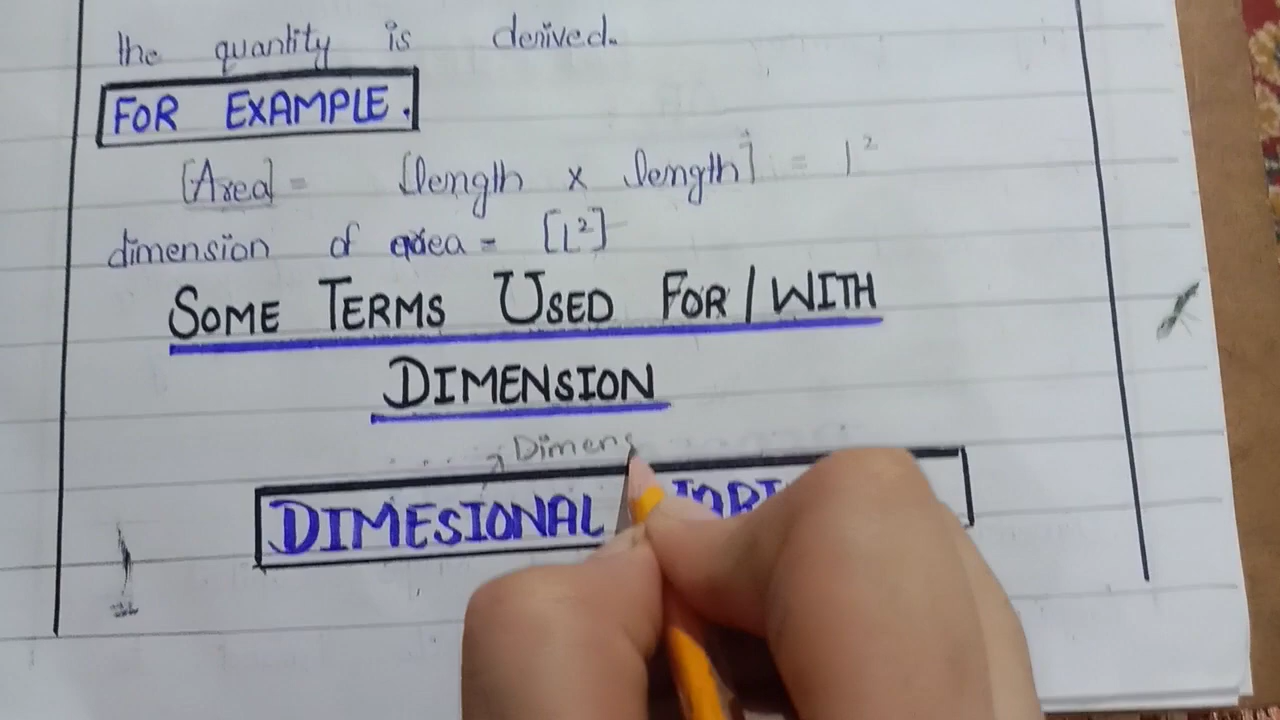 the quantity is derived.
FOR EXAMPLE.
[Area] = [length x length] = l²
dimension of area = [L²]
SOME TERMS USED FOR/WITH
DIMENSION
Dimens
DIMESIONAL